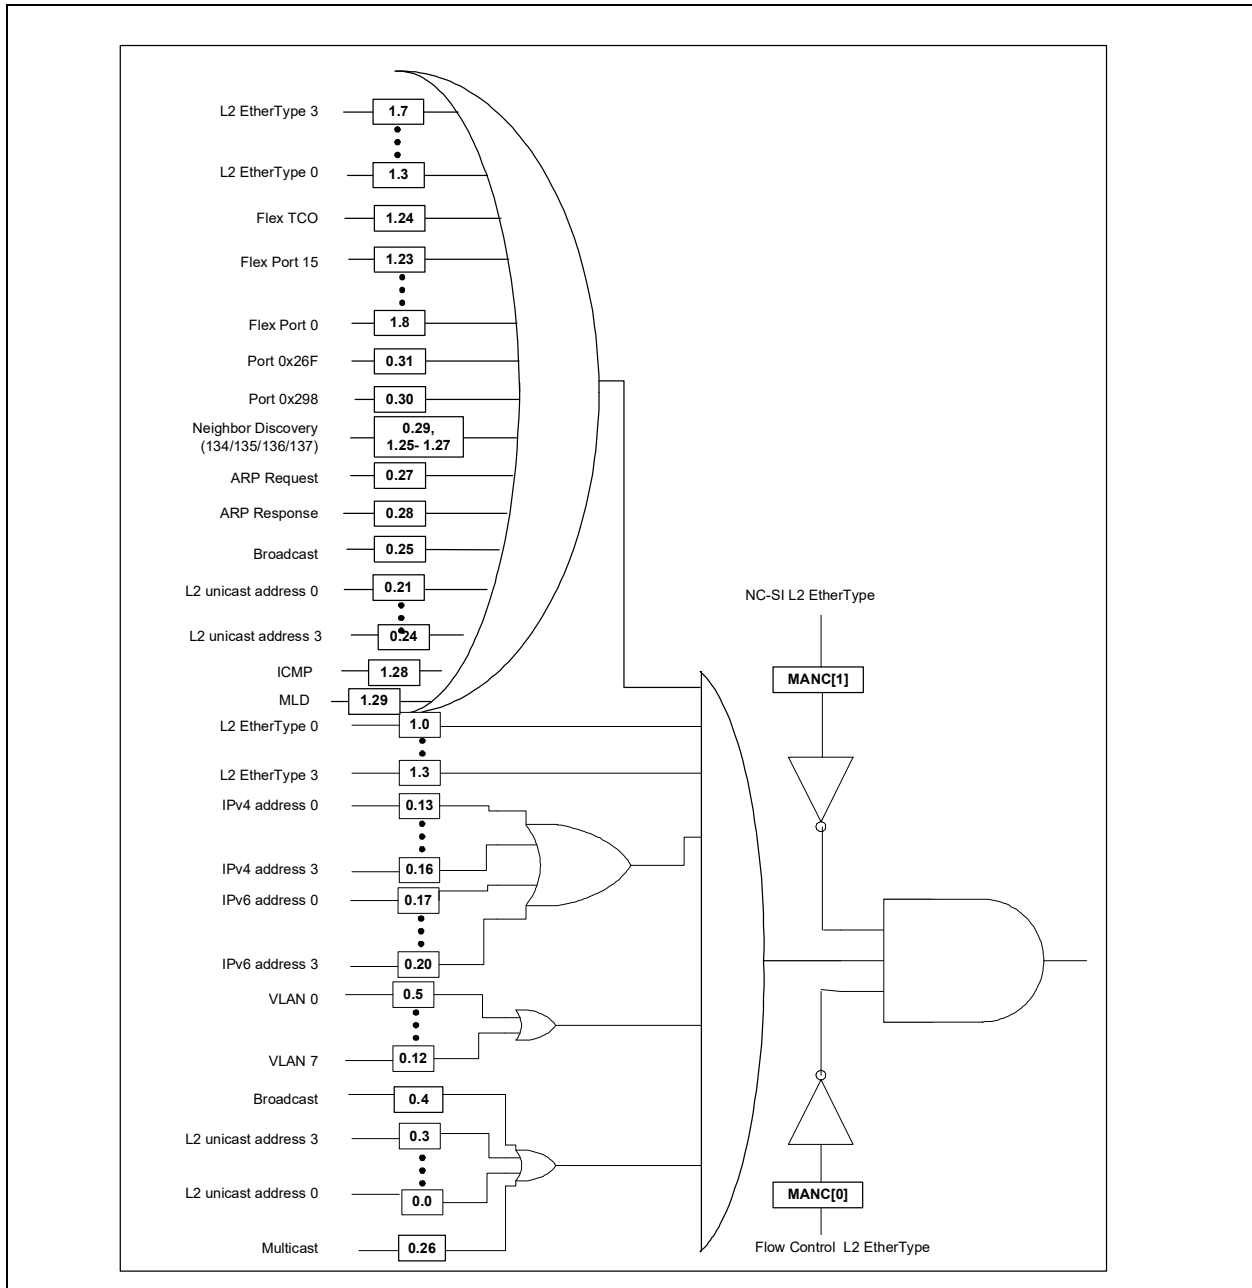 L2 EtherType 3 1.7
L2 EtherType 0 1.3
Flex TCO 1.24
Flex Port 15 1.23
Flex Port 0 1.8
Port 0x26F 0.31
Port 0x298 0.30
Neighbor Discovery 0.29,
(134/135/136/137) 1.25- 1.27
ARP Request 0.27
ARP Response 0.28
Broadcast 0.25
L2 unicast address 0 0.21
L2 unicast address 3 0.24
ICMP 1.28
MLD 1.29
L2 EtherType 0 1.0
L2 EtherType 3 1.3
IPv4 address 0 0.13
IPv4 address 3 0.16
IPv6 address 0 0.17
IPv6 address 3 0.20
VLAN 0 0.5
VLAN 7 0.12
Broadcast 0.4
L2 unicast address 3 0.3
L2 unicast address 0 0.0
Multicast 0.26
NC-SI L2 EtherType
MANC[1]
MANC[0]
Flow Control L2 EtherType